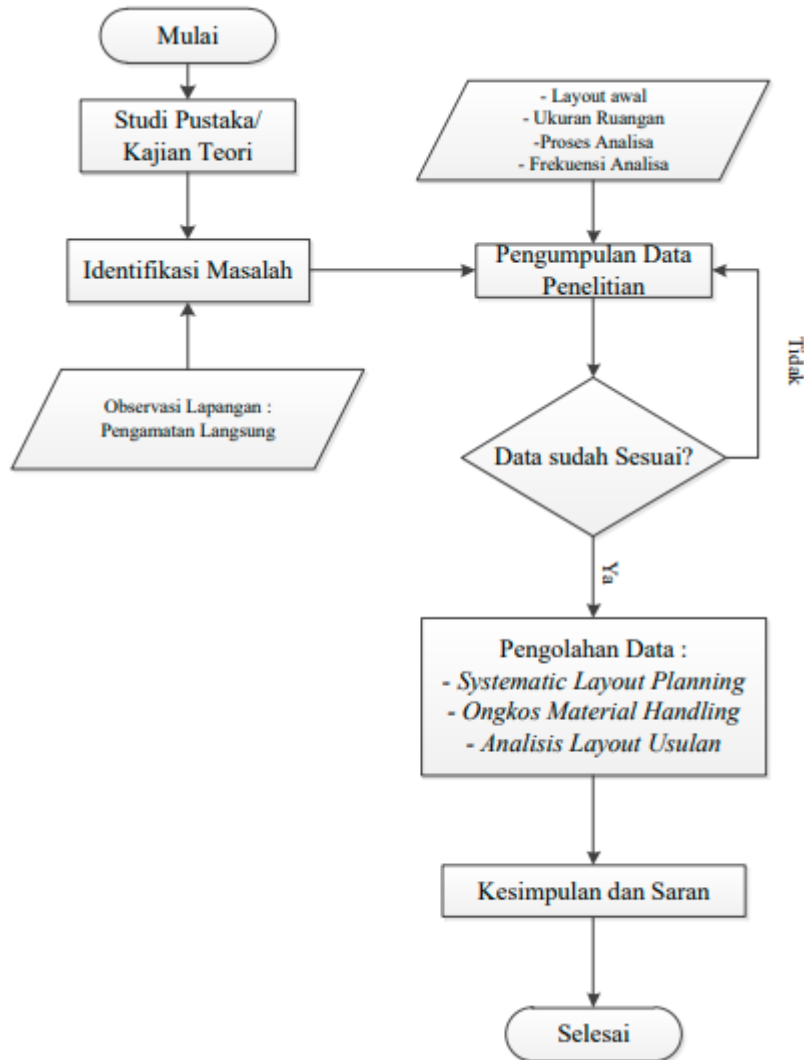 Mulai
Studi Pustaka/
Kajian Teori
Identifikasi Masalah
Observasi Lapangan :
Pengamatan Langsung
- Layout awal
- Ukuran Ruangan
-Proses Analisa
- Frekuensi Analisa
Pengumpulan Data
Penelitian
Tidak
Data sudah Sesuai?
Ya
Pengolahan Data :
- Systematic Layout Planning
- Ongkos Material Handling
- Analisis Layout Usulan
Kesimpulan dan Saran
Selesai